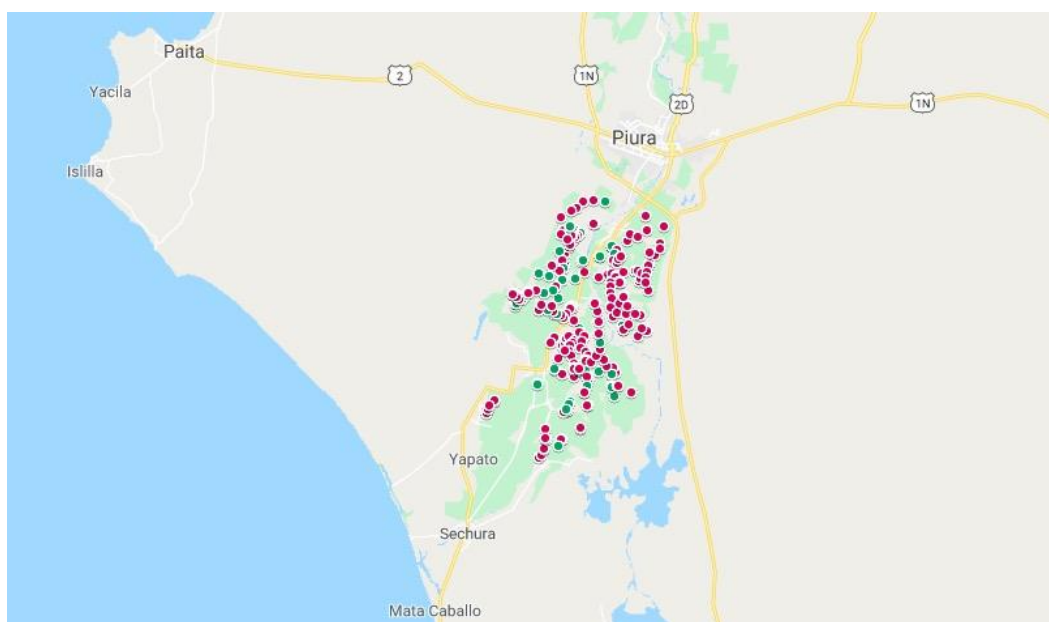 Paita
2
1N
1N
2D
Yacila
Piura
Islilla
Yapato
Sechura
Mata Caballo